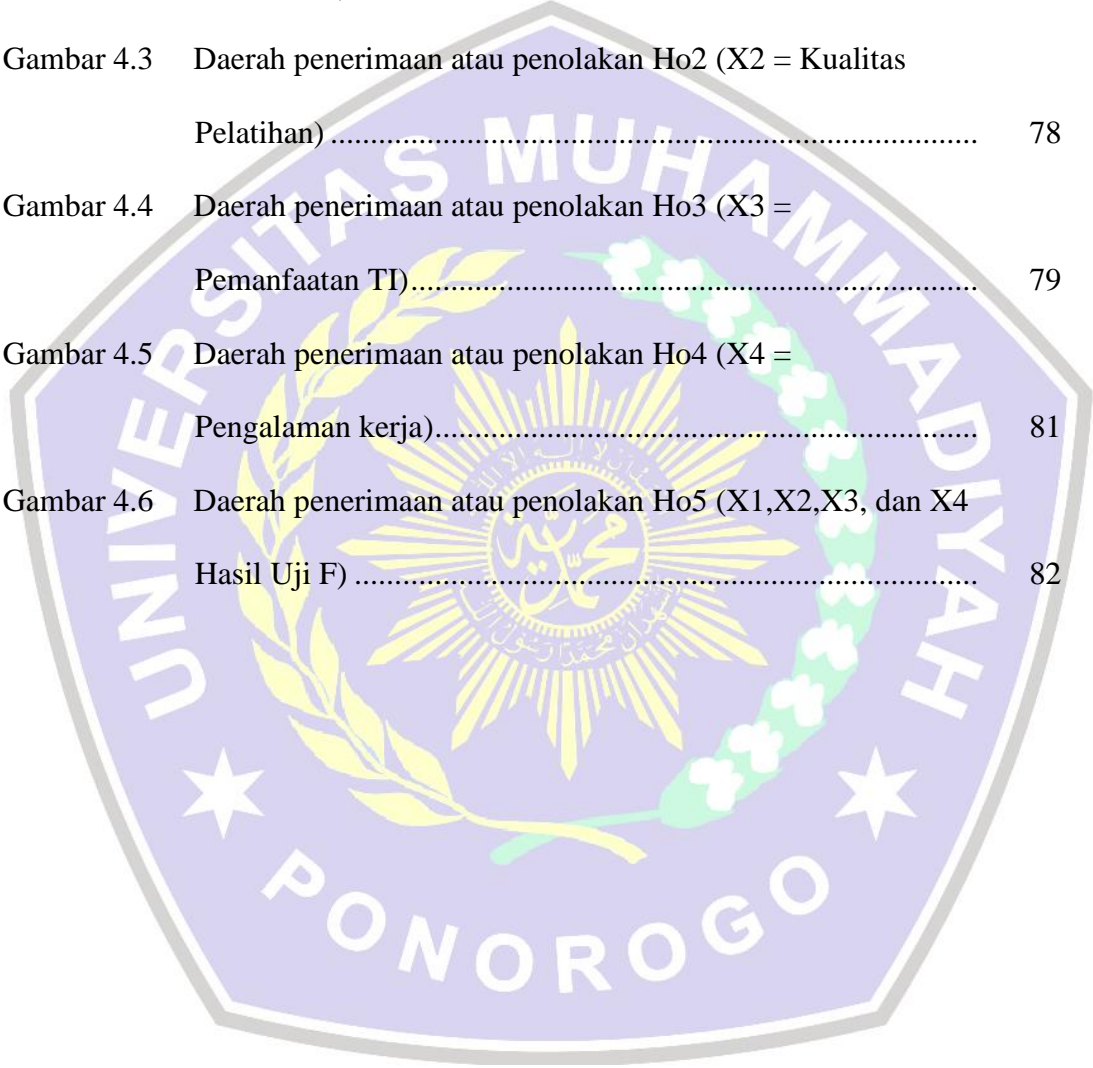 Gambar 4.3 Daerah penerimaan atau penolakan Ho2 (X2 = Kualitas
Pelatihan) ................................................................................. 78
Gambar 4.4 Daerah penerimaan atau penolakan Ho3 (X3 =
Pemanfaatan TI)....................................................................... 79
Gambar 4.5 Daerah penerimaan atau penolakan Ho4 (X4 =
Pengalaman kerja).................................................................... 81
Gambar 4.6 Daerah penerimaan atau penolakan Ho5 (X1,X2,X3, dan X4
Hasil Uji F) .............................................................................. 82
UNIVERSITAS MUHAMMADIYAH
PONOROGO